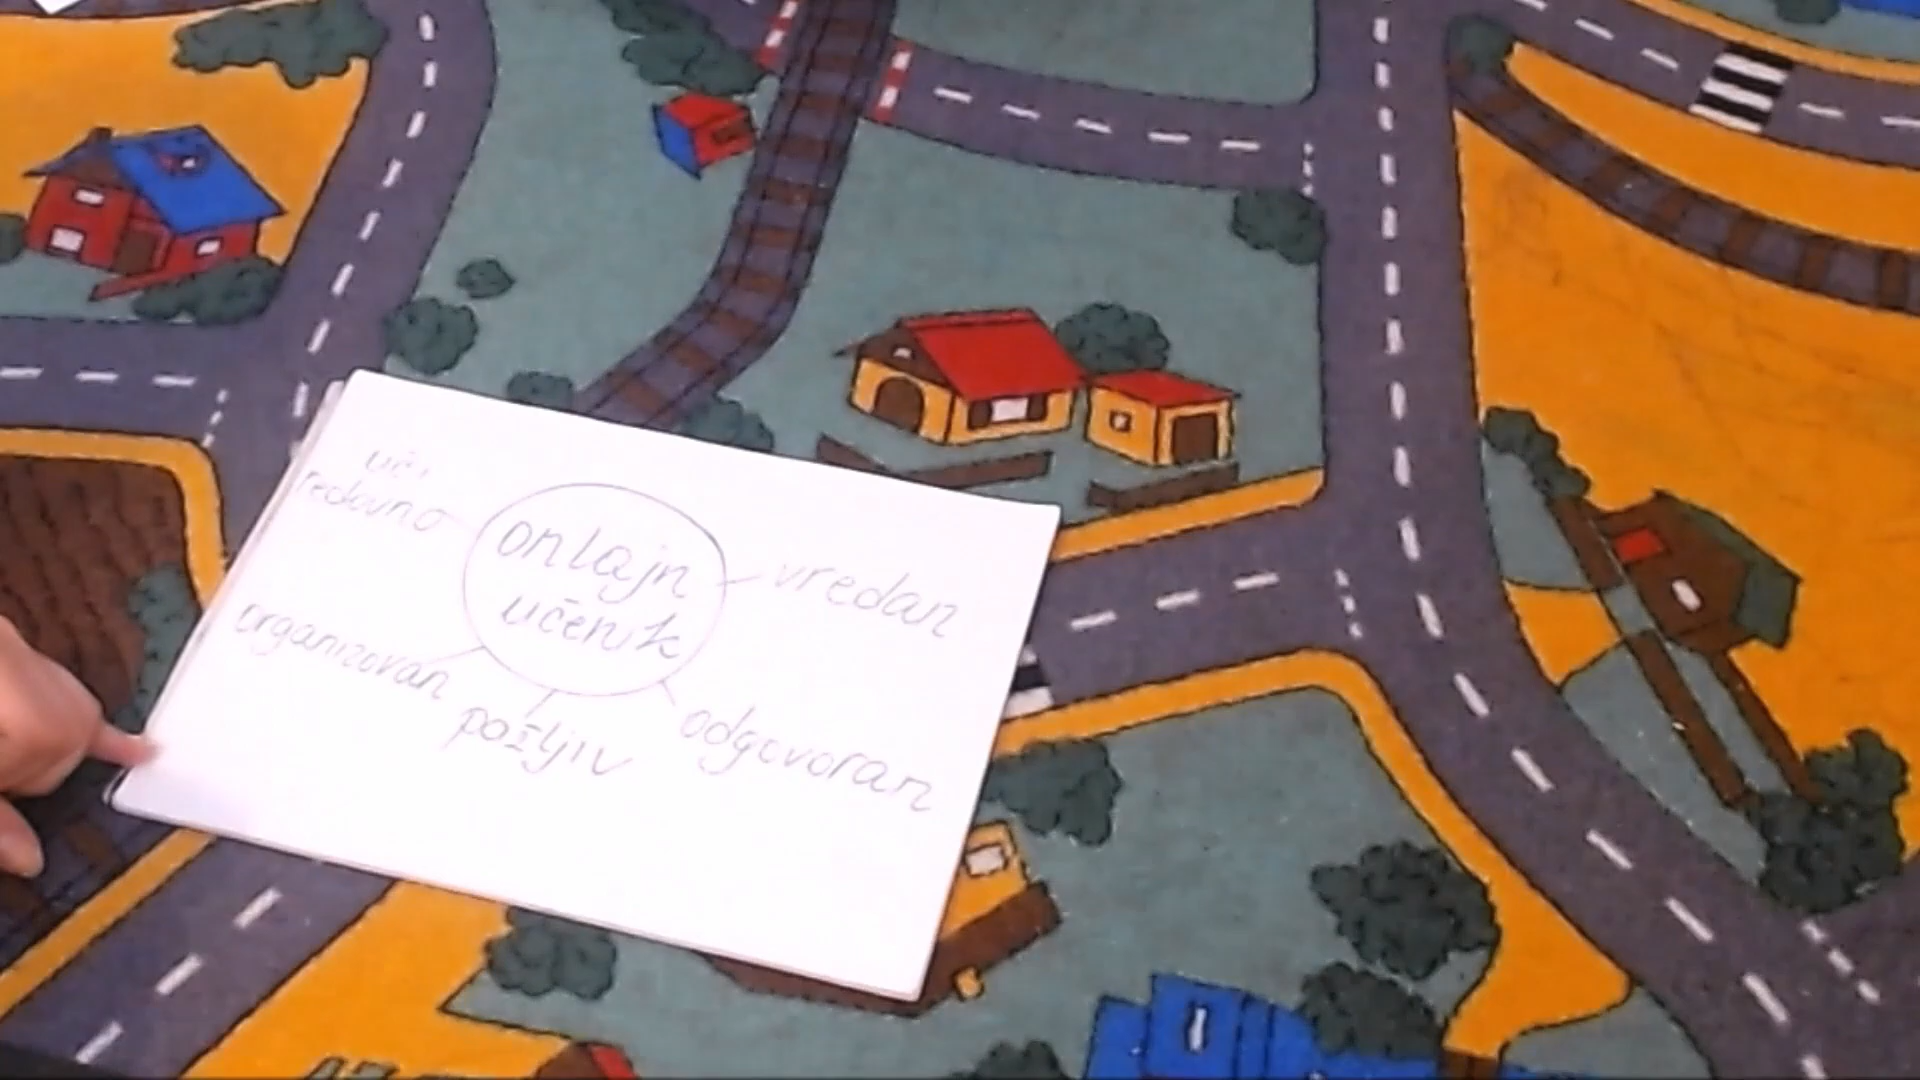 uči
redovno
onlajn
učenik
vredan
organizovan
pažljiv
odgovoran